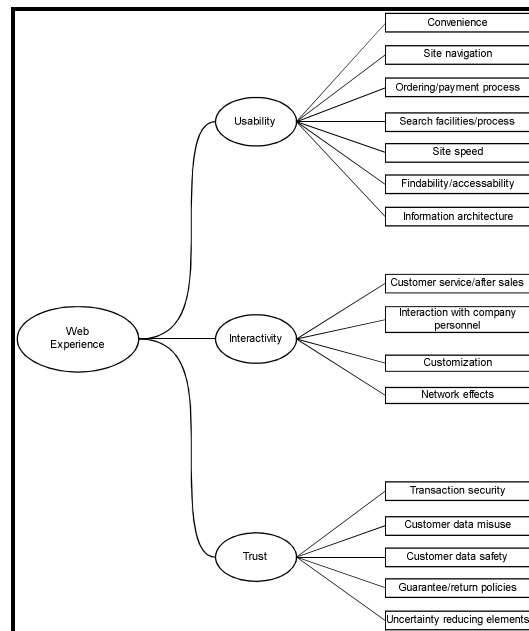 Convenience
Site navigation
Ordering/payment process
Search facilities/process
Usability
Site speed
Findability/accessability
Information architecture
Customer service/after sales
Interaction with company
personnel
Web
Experience
Interactivity
Customization
Network effects
Transaction security
Customer data misuse
Trust
Customer data safety
Guarantee/return policies
Uncertainty reducing elements